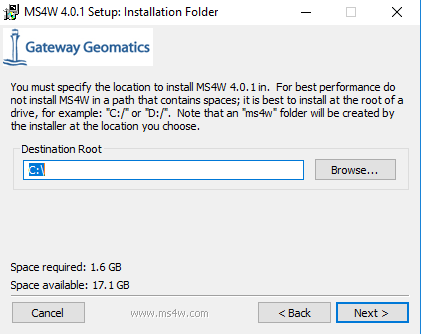 MS4W 4.0.1 Setup: Installation Folder
Gateway Geomatics
You must specify the location to install MS4W 4.0.1 in.  For best performance do
not install MS4W in a path that contains spaces; it is best to install at the root of a
drive, for example: "C:/" or "D:/".  Note that an "ms4w" folder will be created by
the installer at the location you choose.
Destination Root
C:\
Browse...
Space required: 1.6 GB
Space available: 17.1 GB
Cancel
www.ms4w.com
< Back
Next >